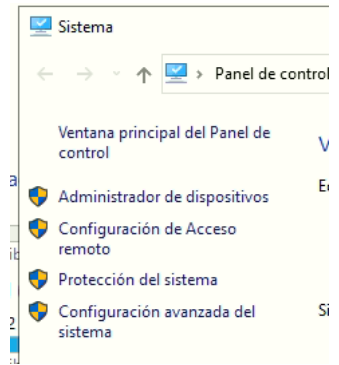 Sistema
Panel de control
Ventana principal del Panel de
control
Administrador de dispositivos
Configuración de Acceso
remoto
Protección del sistema
Configuración avanzada del
sistema